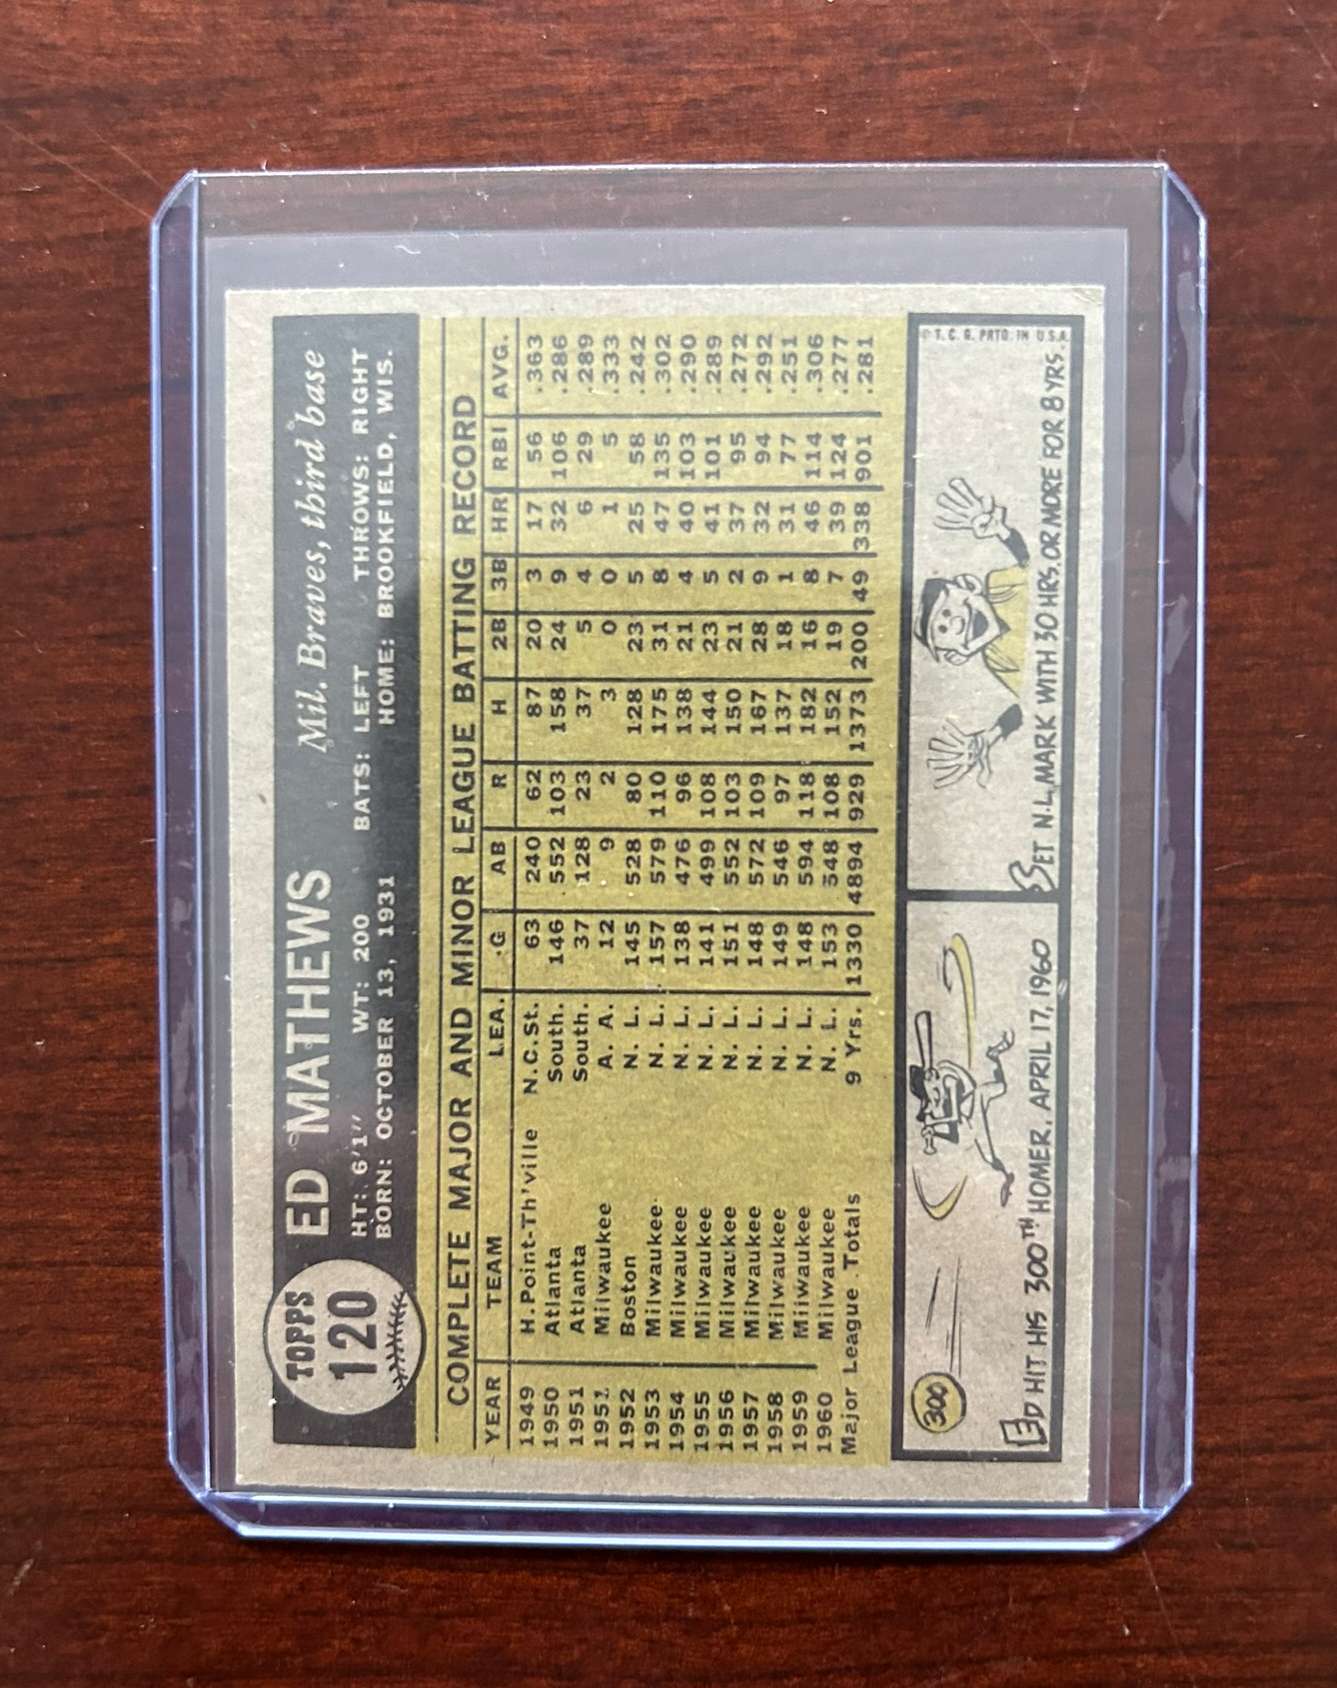 TOPPS
120
ED MATHEWS Mil. Braves, third base
HT: 6'1" WT: 200 BATS: LEFT THROWS: RIGHT
BORN: OCTOBER 13, 1931 HOME: BROOKFIELD, WIS.
COMPLETE MAJOR AND MINOR LEAGUE BATTING RECORD
YEAR TEAM LEA. G AB R H 2B 3B HR RBI AVG.
1949 H.Point-Th'ville N.C.St. 63 240 62 87 20 3 17 56 .363
1950 Atlanta South. 146 552 103 158 24 9 32 106 .286
1951 Atlanta South. 37 128 23 37 5 4 6 29 .289
1951 Milwaukee A. A. 12 9 2 3 0 0 1 5 .333
1952 Boston N. L. 145 528 80 128 23 5 25 58 .242
1953 Milwaukee N. L. 157 579 110 175 31 8 47 135 .302
1954 Milwaukee N. L. 138 476 96 138 21 4 40 103 .290
1955 Milwaukee N. L. 141 499 108 144 23 5 41 101 .289
1956 Milwaukee N. L. 151 552 103 150 21 2 37 95 .272
1957 Milwaukee N. L. 148 572 109 167 28 9 32 94 .292
1958 Milwaukee N. L. 149 546 97 137 18 1 31 77 .251
1959 Milwaukee N. L. 148 594 118 182 16 8 46 114 .306
1960 Milwaukee N. L. 153 548 108 152 19 7 39 124 .277
Major League Totals 9 Yrs. 1330 4894 929 1373 200 49 338 901 .281
300
ED HIT HIS 300TH HOMER, APRIL 17, 1960
© T. C. G. PRTD. IN U.S.A.
SET N.L. MARK WITH 30 HRS. OR MORE FOR 8 YRS.